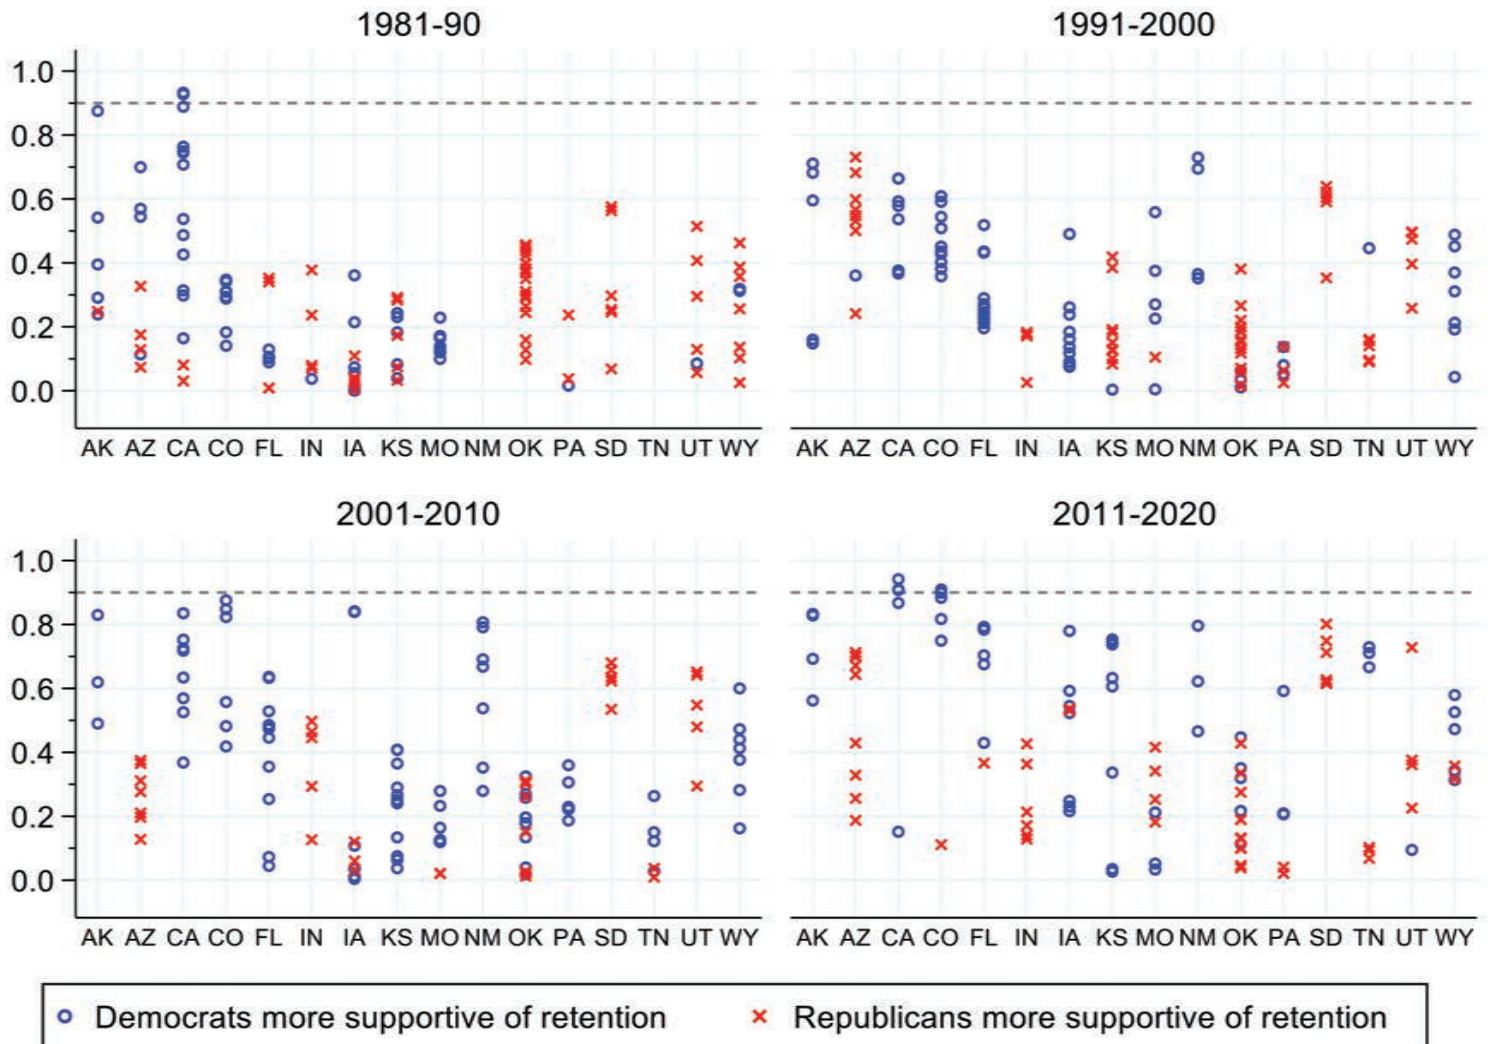 1981-90
1991-2000
1.0
0.8
0.6
0.4
0.2
0.0
AK AZ CA CO FL IN IA KS MO NM OK PA SD TN UT WY
AK AZ CA CO FL IN IA KS MO NM OK PA SD TN UT WY
2001-2010
2011-2020
1.0
0.8
0.6
0.4
0.2
0.0
AK AZ CA CO FL IN IA KS MO NM OK PA SD TN UT WY
AK AZ CA CO FL IN IA KS MO NM OK PA SD TN UT WY
Democrats more supportive of retention
Republicans more supportive of retention